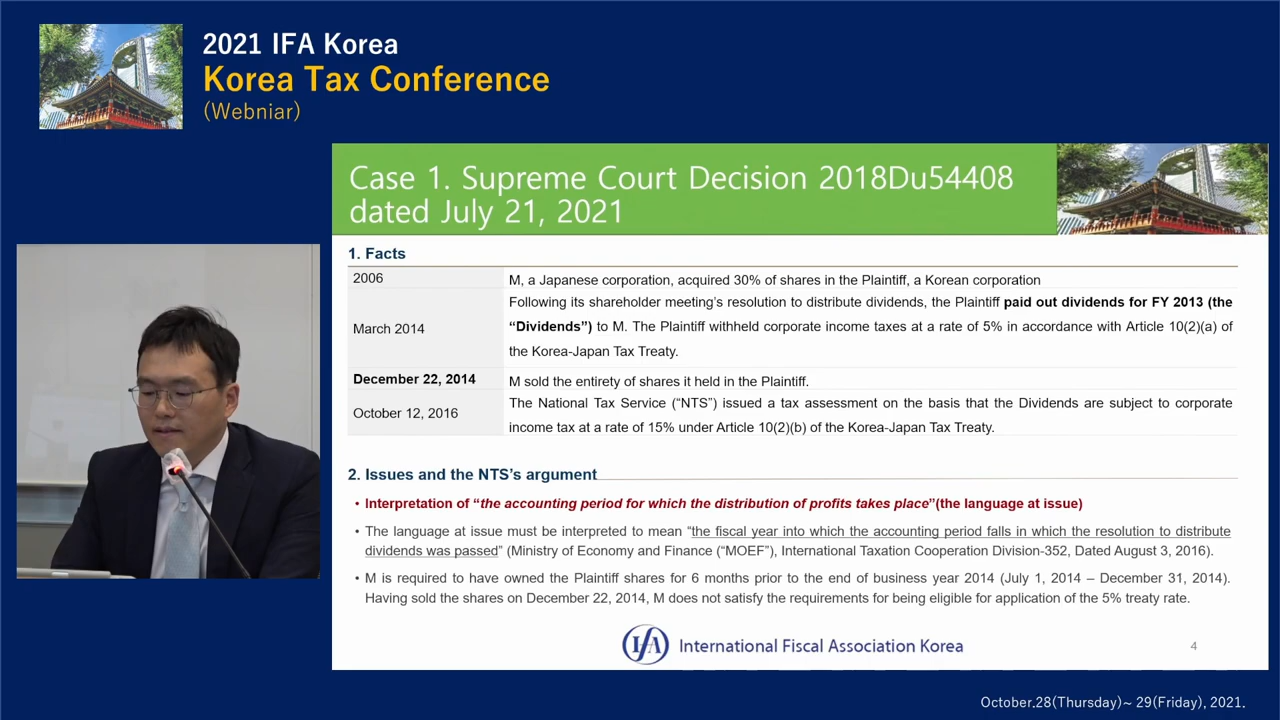 2021 IFA Korea
Korea Tax Conference
(Webniar)
Case 1. Supreme Court Decision 2018Du54408
dated July 21, 2021
1. Facts
2006
M, a Japanese corporation, acquired 30% of shares in the Plaintiff, a Korean corporation
March 2014
Following its shareholder meeting's resolution to distribute dividends, the Plaintiff paid out dividends for FY 2013 (the
“Dividends”) to M. The Plaintiff withheld corporate income taxes at a rate of 5% in accordance with Article 10(2)(a) of
the Korea-Japan Tax Treaty.
December 22, 2014
M sold the entirety of shares it held in the Plaintiff.
October 12, 2016
The National Tax Service (“NTS”) issued a tax assessment on the basis that the Dividends are subject to corporate
income tax at a rate of 15% under Article 10(2)(b) of the Korea-Japan Tax Treaty.
2. Issues and the NTS's argument
• Interpretation of “the accounting period for which the distribution of profits takes place”(the language at issue)
• The language at issue must be interpreted to mean “the fiscal year into which the accounting period falls in which the resolution to distribute
dividends was passed” (Ministry of Economy and Finance (“MOEF”), International Taxation Cooperation Division-352, Dated August 3, 2016).
• M is required to have owned the Plaintiff shares for 6 months prior to the end of business year 2014 (July 1, 2014 – December 31, 2014).
Having sold the shares on December 22, 2014, M does not satisfy the requirements for being eligible for application of the 5% treaty rate.
IFA International Fiscal Association Korea
4
October.28(Thursday)~ 29(Friday), 2021.